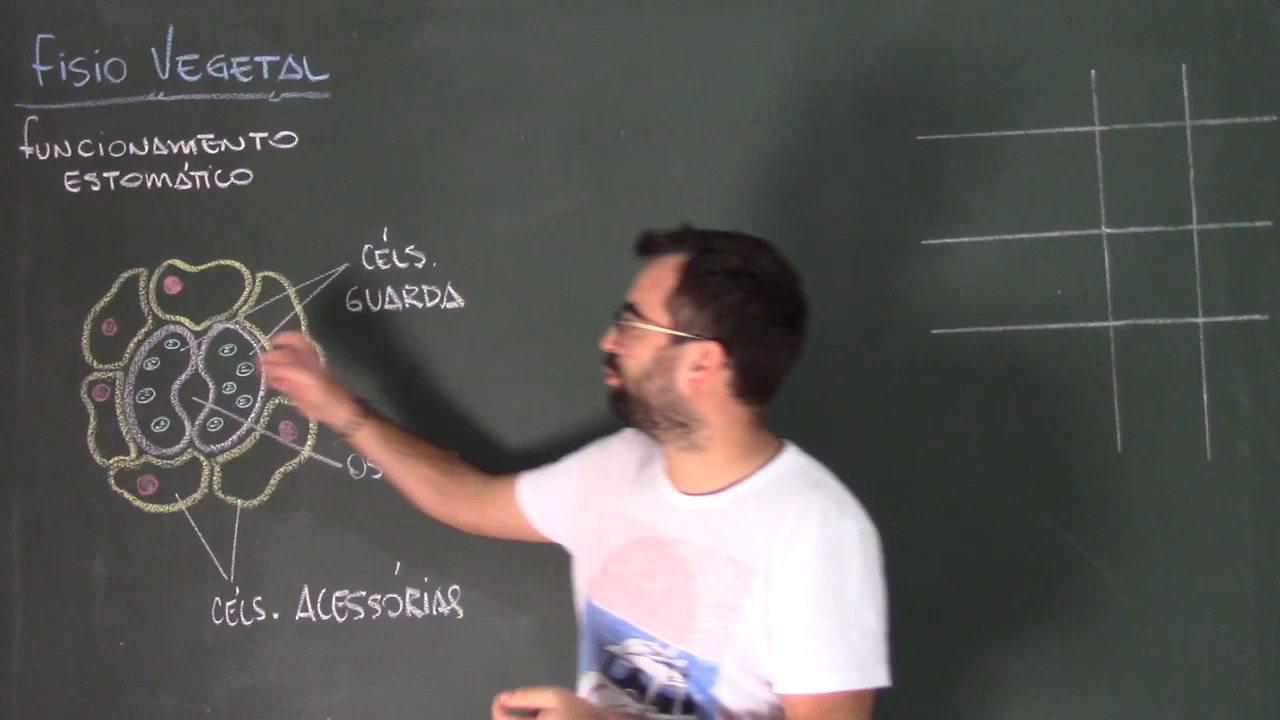 FISIO VEGETAL
FUNCIONAMENTO
ESTOMÁTICO
CÉLS.
GUARDA
CÉLS. ACESSÓRIAS